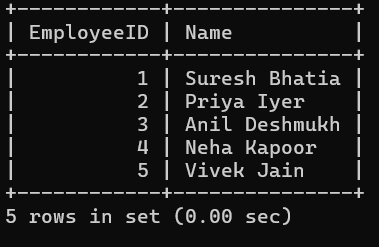 +------------+---------------+
| EmployeeID | Name          |
+------------+---------------+
|          1 | Suresh Bhatia |
|          2 | Priya Iyer    |
|          3 | Anil Deshmukh |
|          4 | Neha Kapoor   |
|          5 | Vivek Jain    |
+------------+---------------+
5 rows in set (0.00 sec)